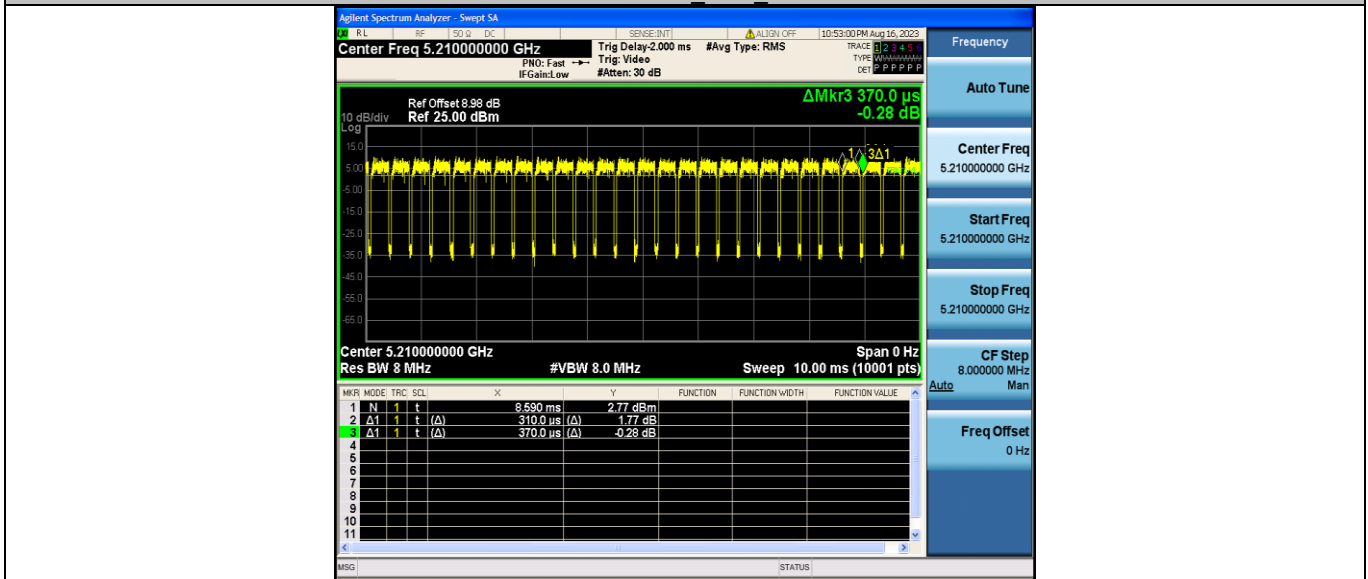 Agilent Spectrum Analyzer - Swept SA
RL RF 50 Ω DC SENSE:INT ALIGN OFF 10:53:00 PM Aug 16, 2023
Center Freq 5.210000000 GHz
PNO: Fast
IFGain:Low
Trig Delay-2.000 ms
Trig: Video
#Atten: 30 dB
#Avg Type: RMS
TRACE 1 2 3 4 5 6
TYPE WWWWWW
DET P P P P P P
ΔMkr3 370.0 µs
-0.28 dB
10 dB/div
Log
Ref Offset 8.98 dB
Ref 25.00 dBm
15.0
5.00
-5.00
-15.0
-25.0
-35.0
-45.0
-55.0
-65.0
1
3Δ1
Center 5.210000000 GHz Span 0 Hz
Res BW 8 MHz #VBW 8.0 MHz Sweep 10.00 ms (10001 pts)
MKR MODE TRC SCL X Y FUNCTION FUNCTION WIDTH FUNCTION VALUE
1 N 1 t 8.590 ms 2.77 dBm
2 Δ1 1 t (Δ) 310.0 µs (Δ) 1.77 dB
3 Δ1 1 t (Δ) 370.0 µs (Δ) -0.28 dB
4
5
6
7
8
9
10
11
MSG STATUS
Frequency
Auto Tune
Center Freq
5.210000000 GHz
Start Freq
5.210000000 GHz
Stop Freq
5.210000000 GHz
CF Step
8.000000 MHz
Auto Man
Freq Offset
0 Hz